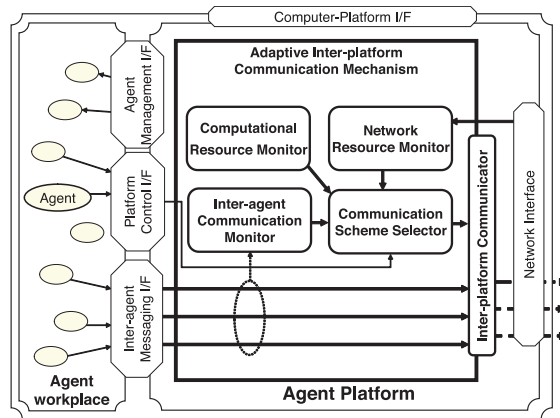 Computer-Platform I/F
Adaptive Inter-platform
Communication Mechanism
Agent
Management I/F
Computational
Resource Monitor
Network
Resource Monitor
Agent
Platform
Control I/F
Inter-agent
Communication
Monitor
Communication
Scheme Selector
Inter-platform Communicator
Network Interface
Inter-agent
Messaging I/F
Agent
workplace
Agent Platform